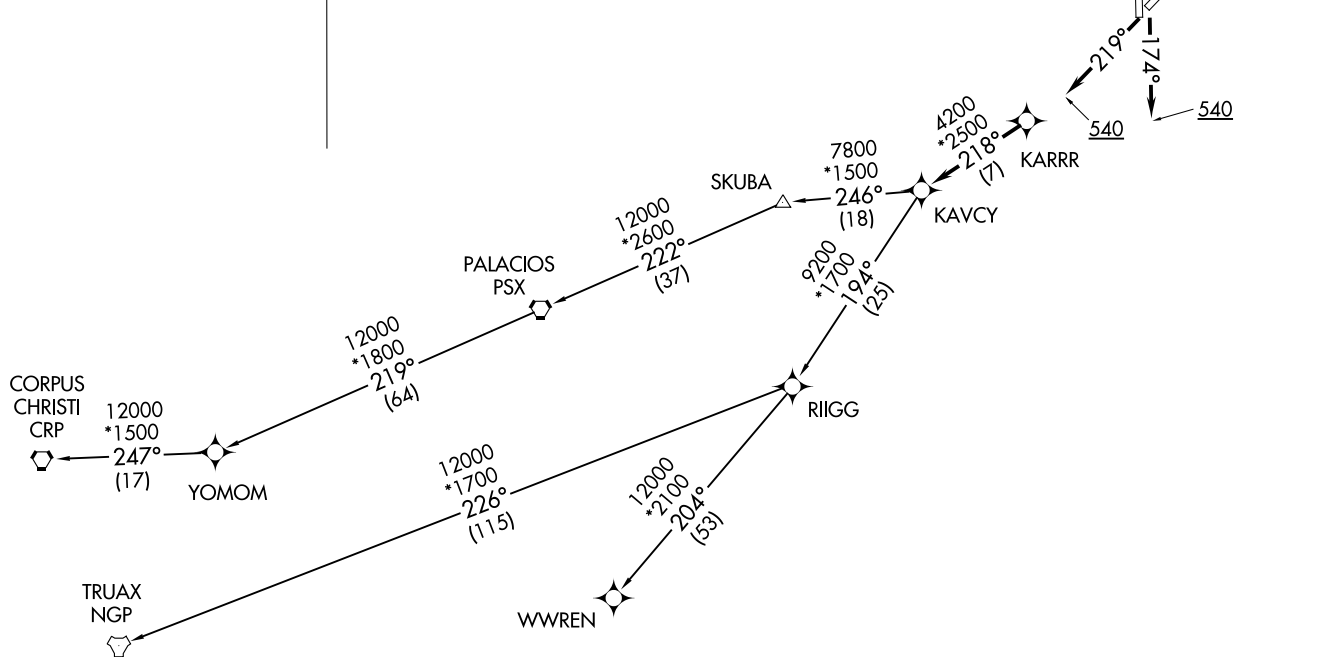 219°
174°
540
540
4200
*2500
218°
(7)
KARRR
7800
*1500
246°
(18)
SKUBA
KAVCY
12000
*2600
222°
(37)
9200
*1700
194°
(25)
PALACIOS
PSX
12000
*1800
219°
(64)
CORPUS
CHRISTI
CRP
12000
*1500
247°
(17)
YOMOM
RIIGG
12000
*1700
226°
(115)
12000
*2100
204°
(53)
TRUAX
NGP
WWREN